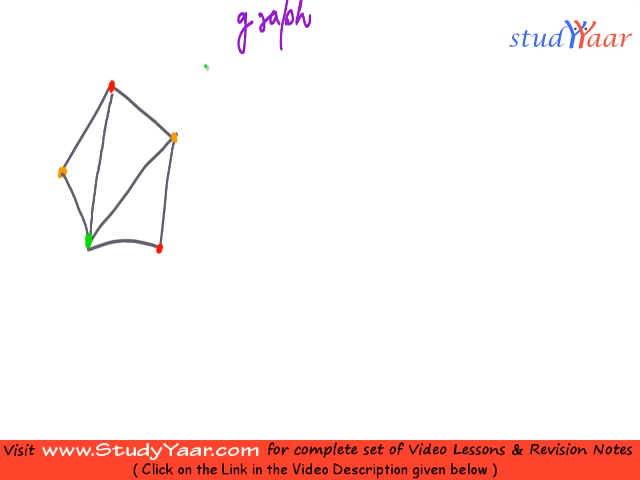 graph
studYYaar
Visit www.StudyYaar.com for complete set of Video Lessons & Revision Notes
( Click on the Link in the Video Description given below )